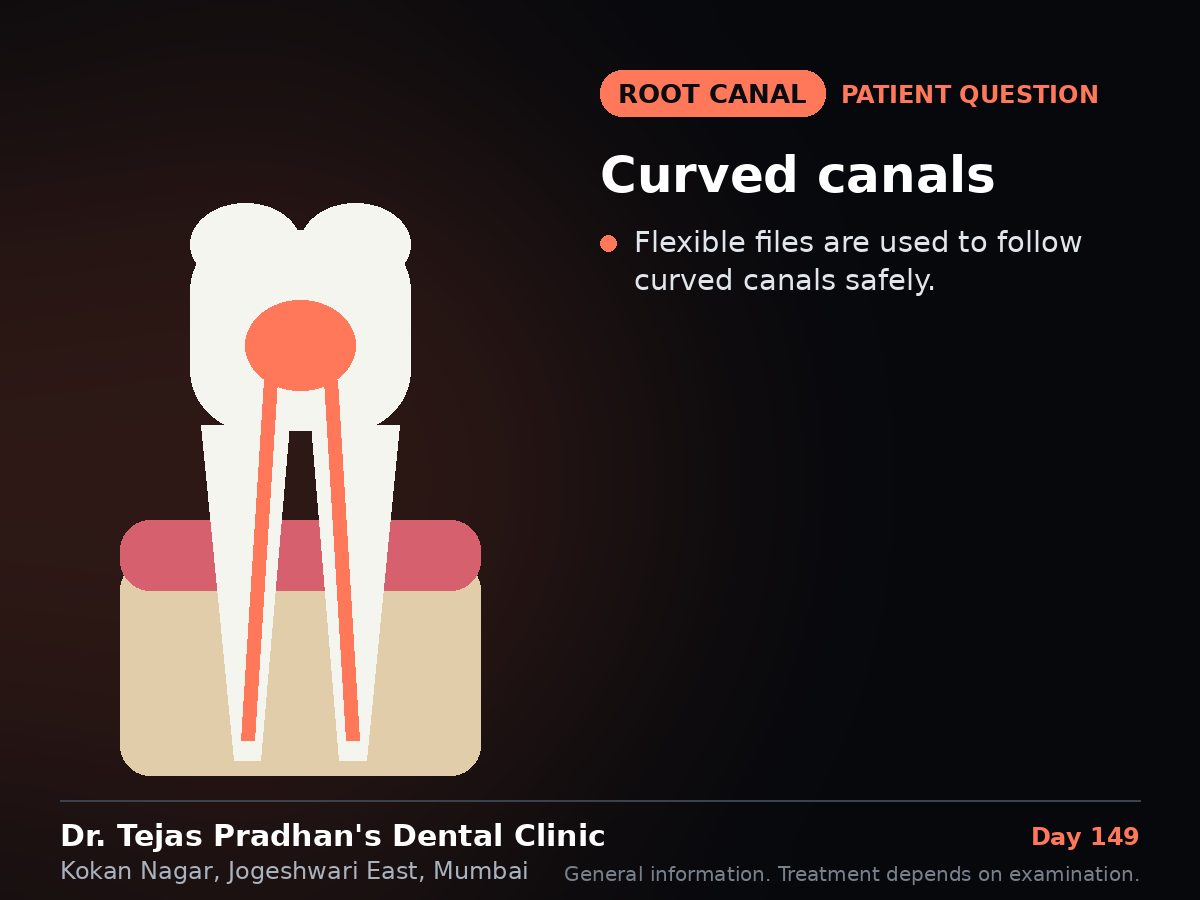 ROOT CANAL PATIENT QUESTION
Curved canals
Flexible files are used to follow
curved canals safely.
Dr. Tejas Pradhan's Dental Clinic
Day 149
Kokan Nagar, Jogeshwari East, Mumbai
General information. Treatment depends on examination.